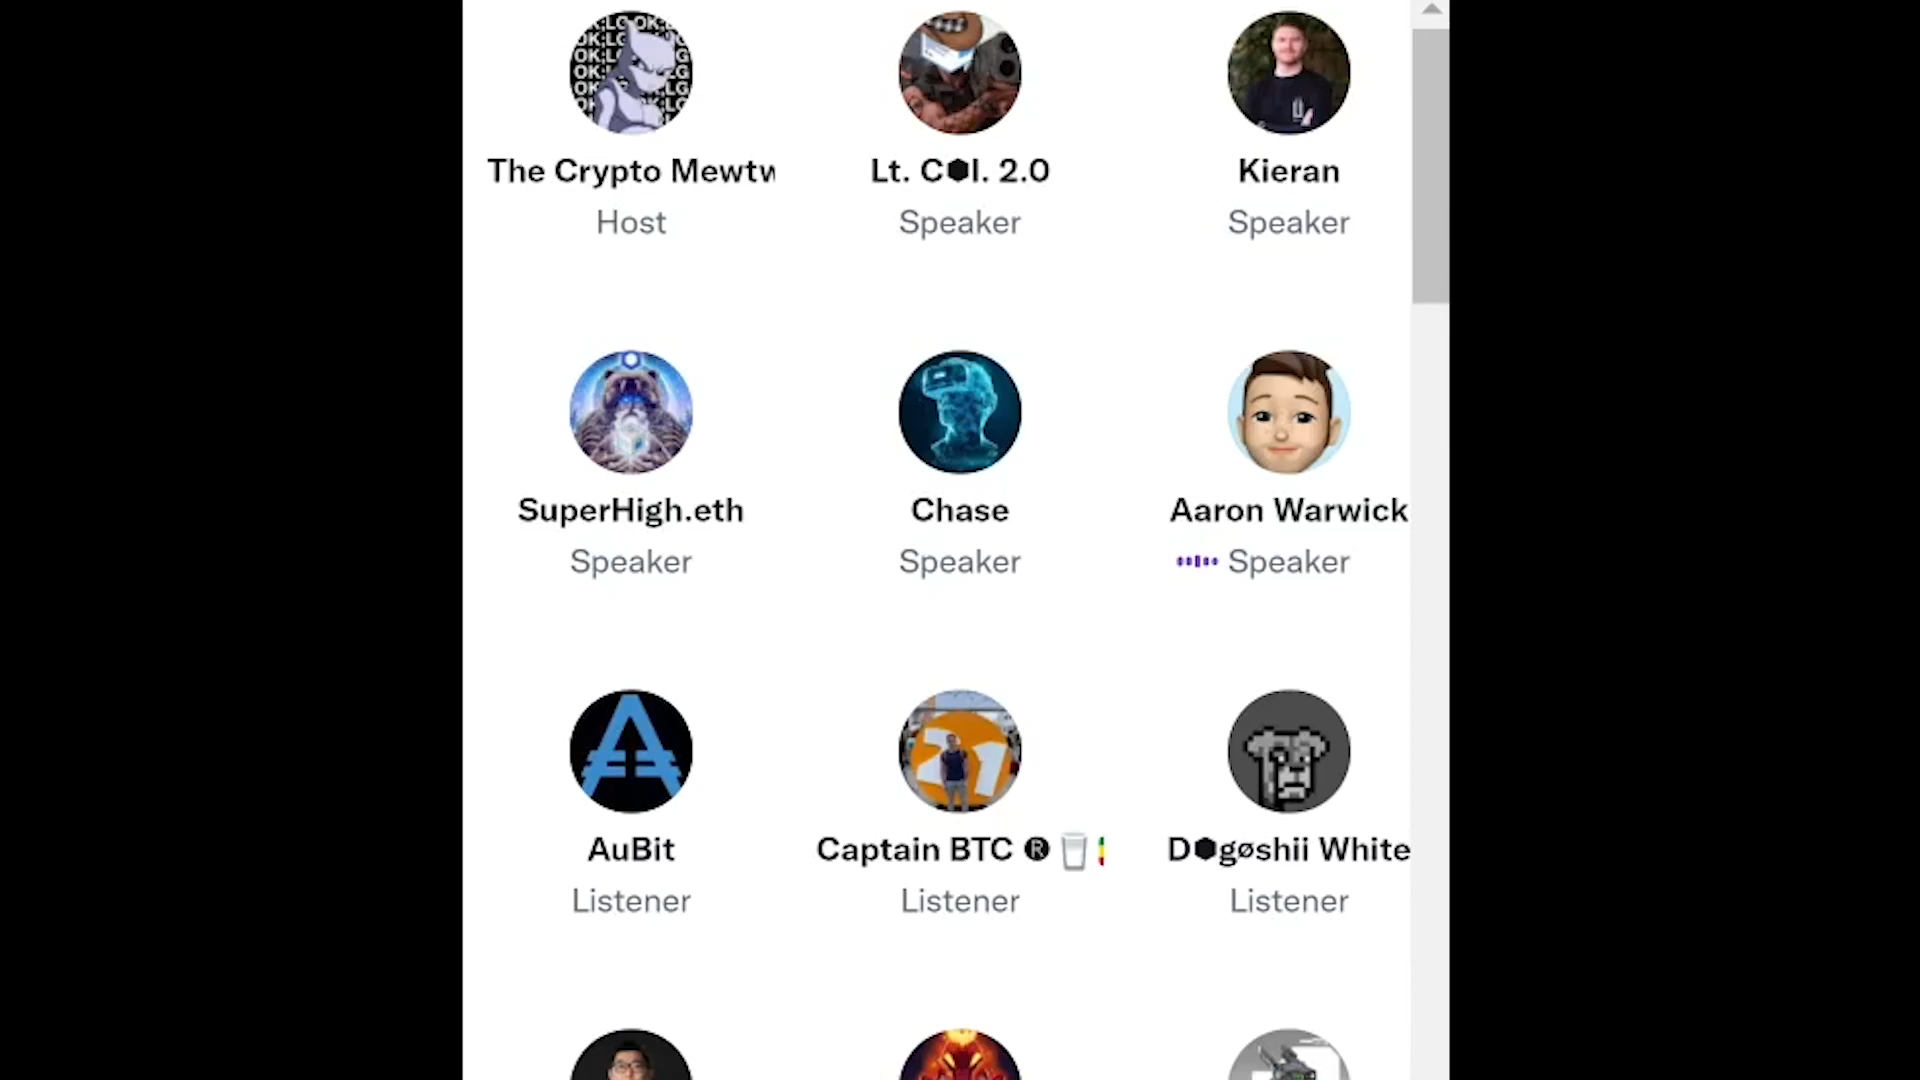 The Crypto Mewtw
Lt. C⬢l. 2.0
Kieran
Host
Speaker
Speaker
SuperHigh.eth
Chase
Aaron Warwick
Speaker
Speaker
Speaker
21
AuBit
Captain BTC 🅡 🥛
D⬢gøshii White
Listener
Listener
Listener